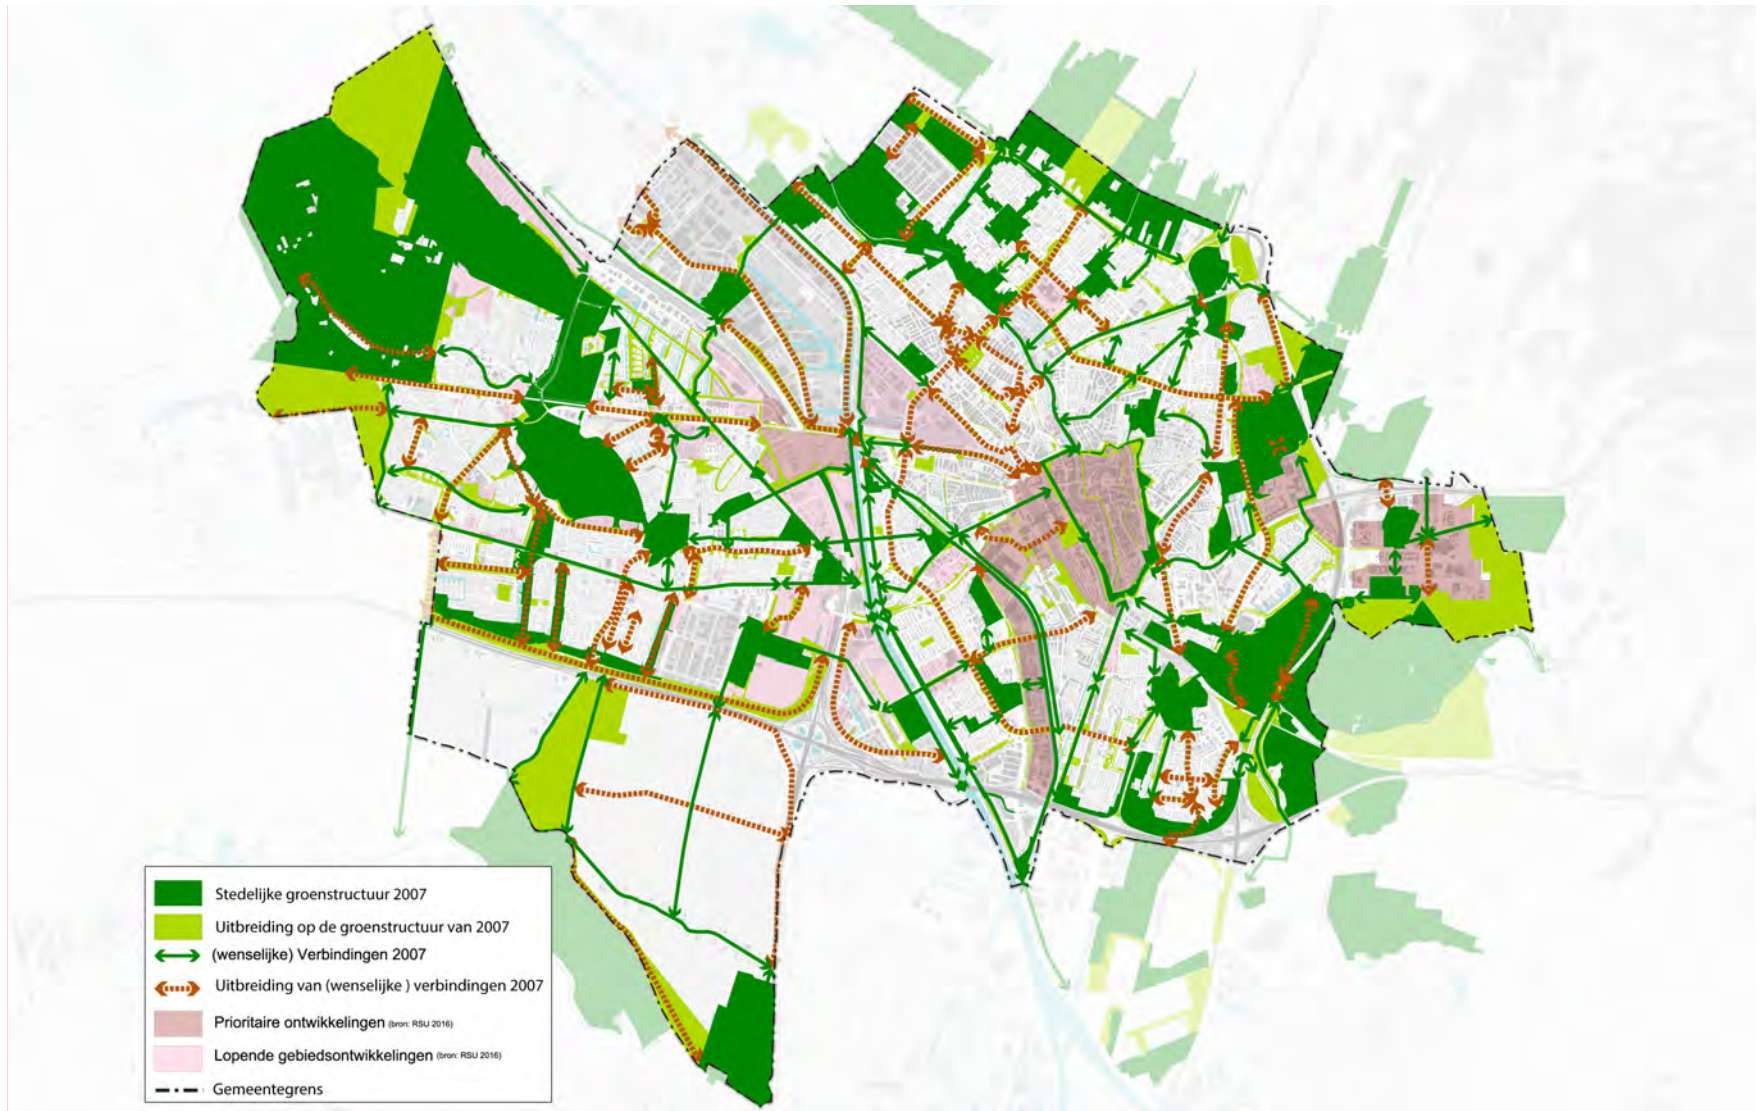 Stedelijke groenstructuur 2007
Uitbreiding op de groenstructuur van 2007
(wenselijke) Verbindingen 2007
Uitbreiding van (wenselijke ) verbindingen 2007
Prioritaire ontwikkelingen (bron: RSU 2016)
Lopende gebiedsontwikkelingen (bron: RSU 2016)
Gemeentegrens